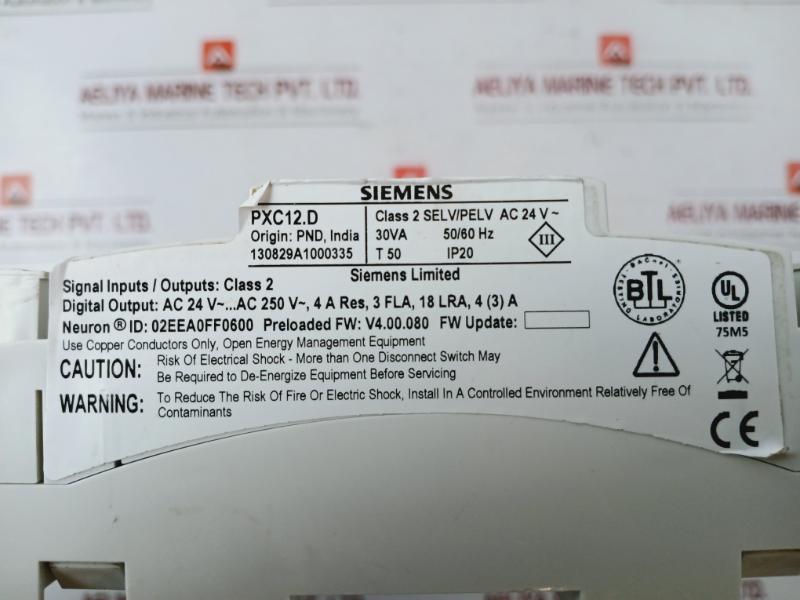 AELIYA MARINE TECH PVT. LTD.
AELIYA MARINE TECH PVT. LTD.
SIEMENS
PXC12.D
Origin: PND, India
130829A1000335
Class 2 SELV/PELV AC 24 V~
30VA 50/60 Hz
T 50 IP20
III
Siemens Limited
Signal Inputs / Outputs: Class 2
Digital Output: AC 24 V~...AC 250 V~, 4 A Res, 3 FLA, 18 LRA, 4 (3) A
Neuron® ID: 02EEA0FF0600 Preloaded FW: V4.00.080 FW Update:
Use Copper Conductors Only, Open Energy Management Equipment
CAUTION: Risk Of Electrical Shock - More than One Disconnect Switch May
Be Required to De-Energize Equipment Before Servicing
WARNING: To Reduce The Risk Of Fire Or Electric Shock, Install In A Controlled Environment Relatively Free Of
Contaminants
BACnet TESTING LABORATORIES
BTL
UL
LISTED
75M5
CE